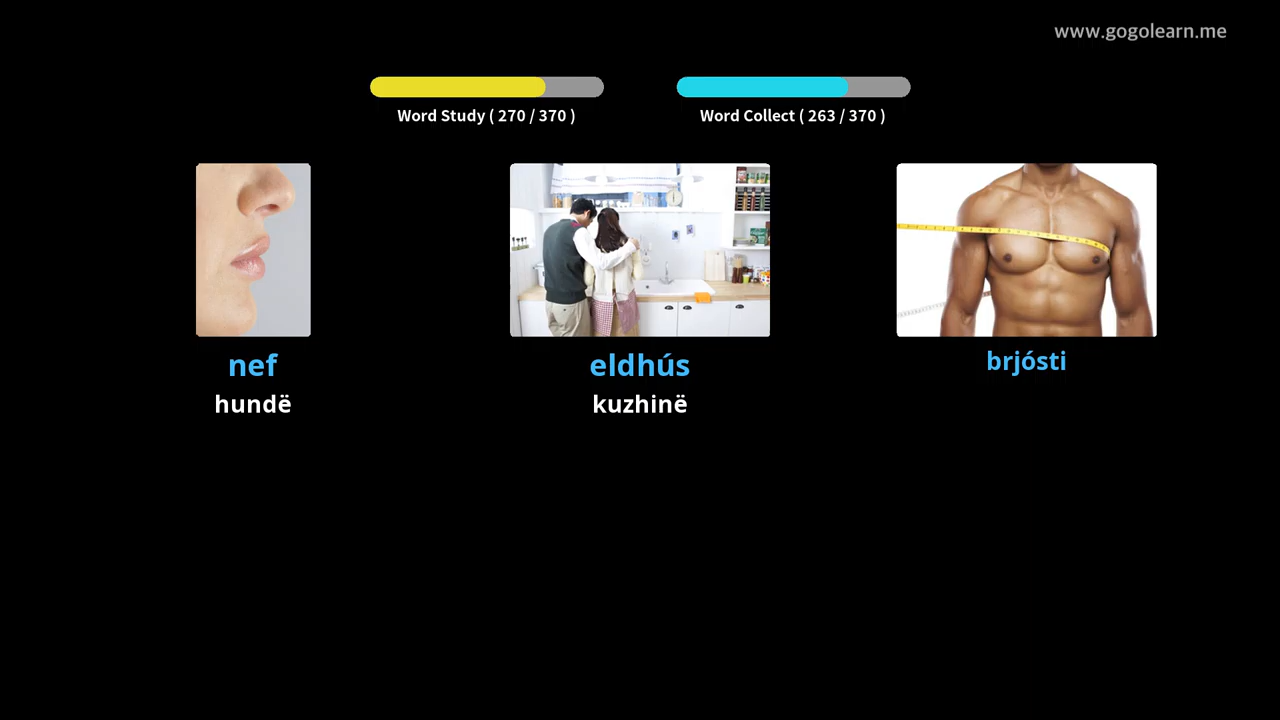 www.gogolearn.me
Word Study ( 270 / 370 )
Word Collect ( 263 / 370 )
nef
hundë
eldhús
kuzhinë
brjósti